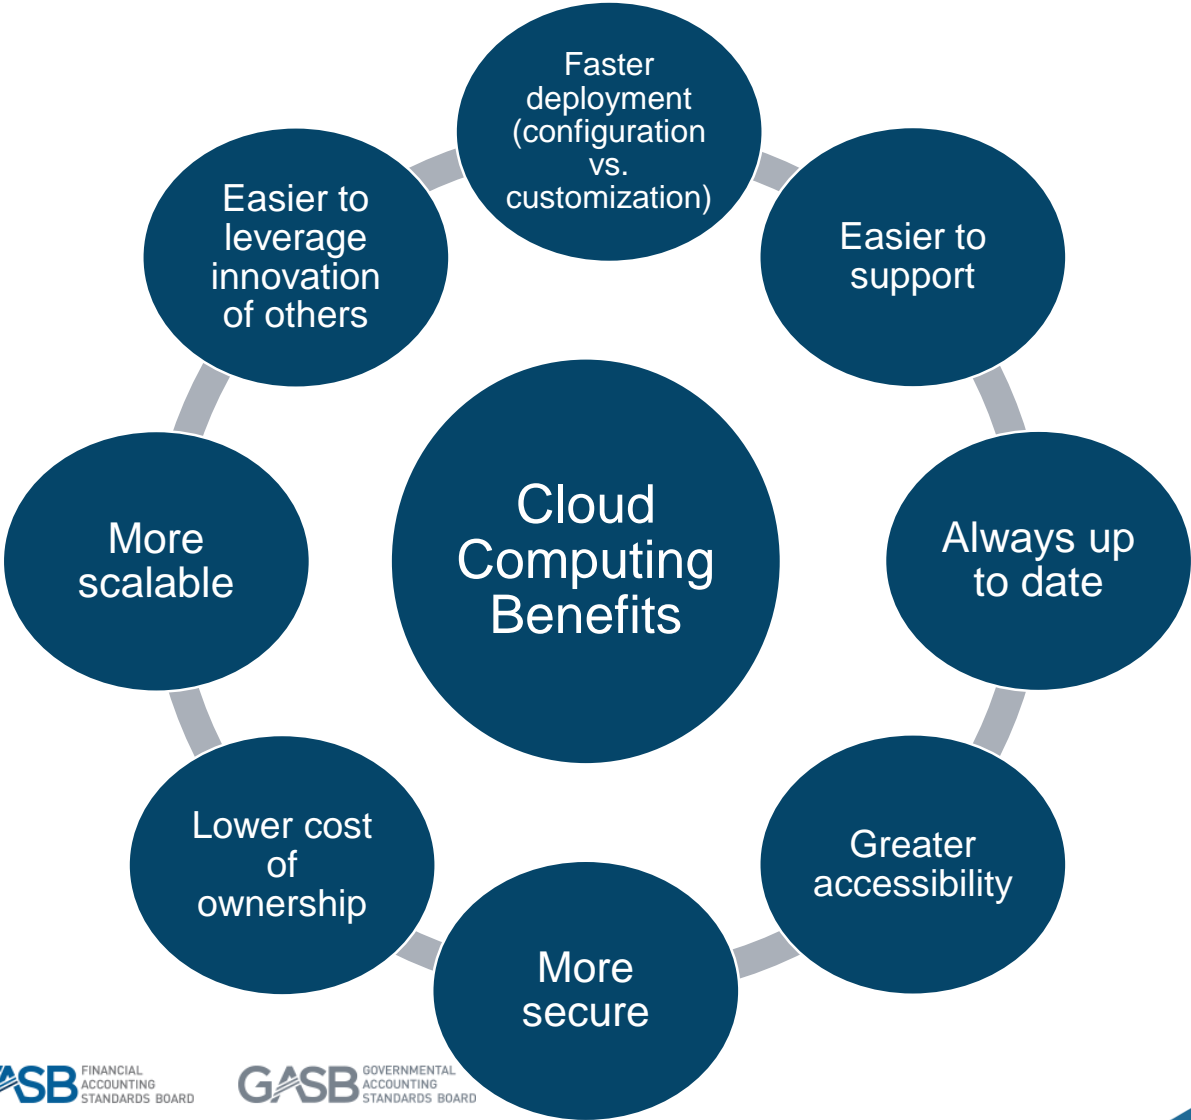 Faster
deployment
(configuration
vs.
customization)
Easier to
support
Always up
to date
Greater
accessibility
More
secure
Lower cost
of
ownership
More
scalable
Easier to
leverage
innovation
of others
Cloud
Computing
Benefits
ASB FINANCIAL
ACCOUNTING
STANDARDS BOARD
GASB GOVERNMENTAL
ACCOUNTING
STANDARDS BOARD